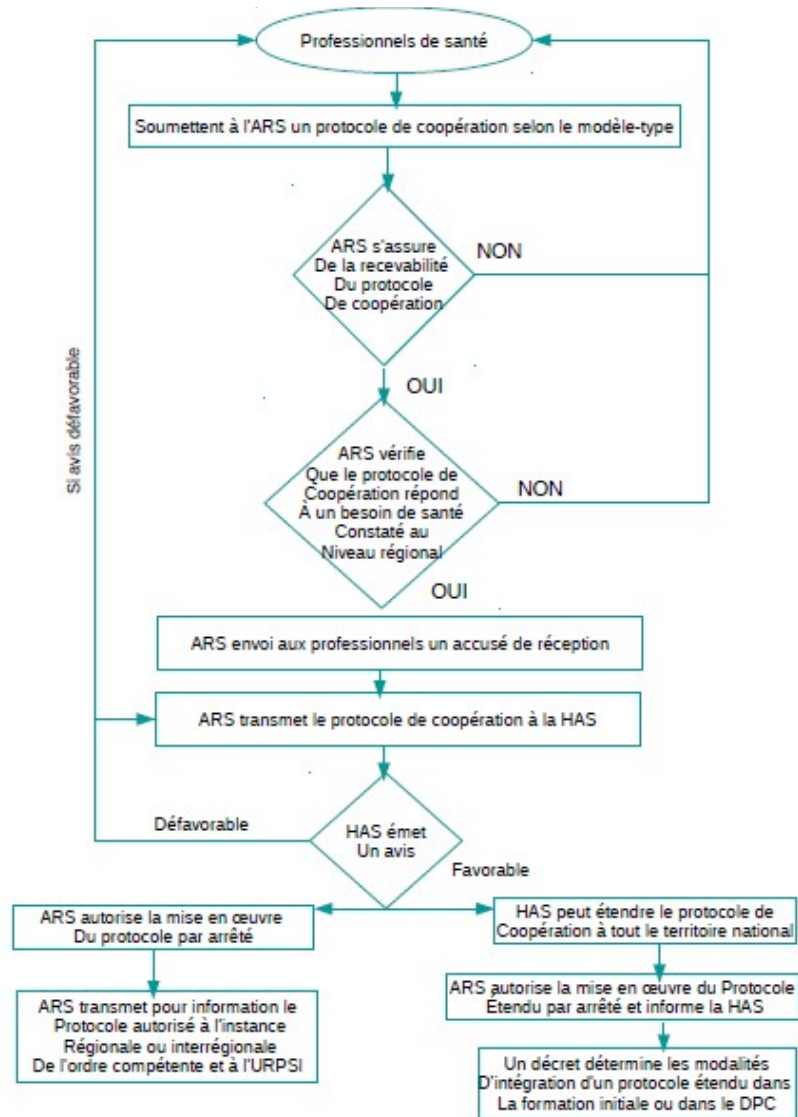 Professionnels de santé
Soumettent à l'ARS un protocole de coopération selon le modèle-type
ARS s'assure
De la recevabilité
Du protocole
De coopération
NON
OUI
Si avis défavorable
ARS vérifie
Que le protocole de
Coopération répond
À un besoin de santé
Constaté au
Niveau régional
NON
OUI
ARS envoi aux professionnels un accusé de réception
ARS transmet le protocole de coopération à la HAS
Défavorable
HAS émet
Un avis
Favorable
ARS autorise la mise en œuvre
Du protocole par arrêté
HAS peut étendre le protocole de
Coopération à tout le territoire national
ARS transmet pour information le
Protocole autorisé à l'instance
Régionale ou interrégionale
De l'ordre compétente et à l'URPSI
ARS autorise la mise en œuvre du Protocole
Étendu par arrêté et informe la HAS
Un décret détermine les modalités
D'intégration d'un protocole étendu dans
La formation initiale ou dans le DPC